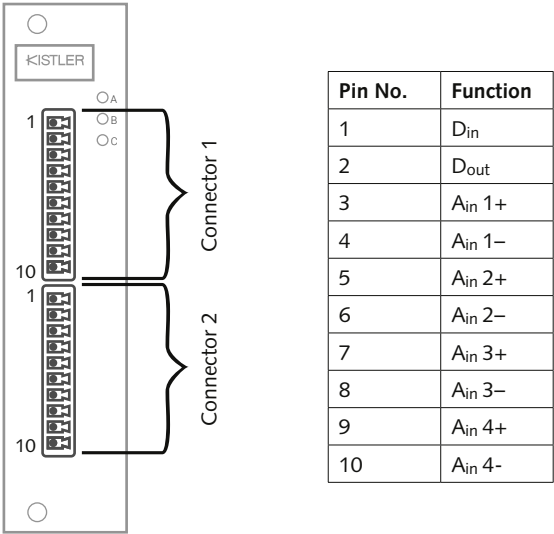 KISTLER
A
B
C
1
10
Connector 1
1
10
Connector 2
Pin No. Function
1 Din
2 Dout
3 Ain 1+
4 Ain 1–
5 Ain 2+
6 Ain 2–
7 Ain 3+
8 Ain 3–
9 Ain 4+
10 Ain 4-